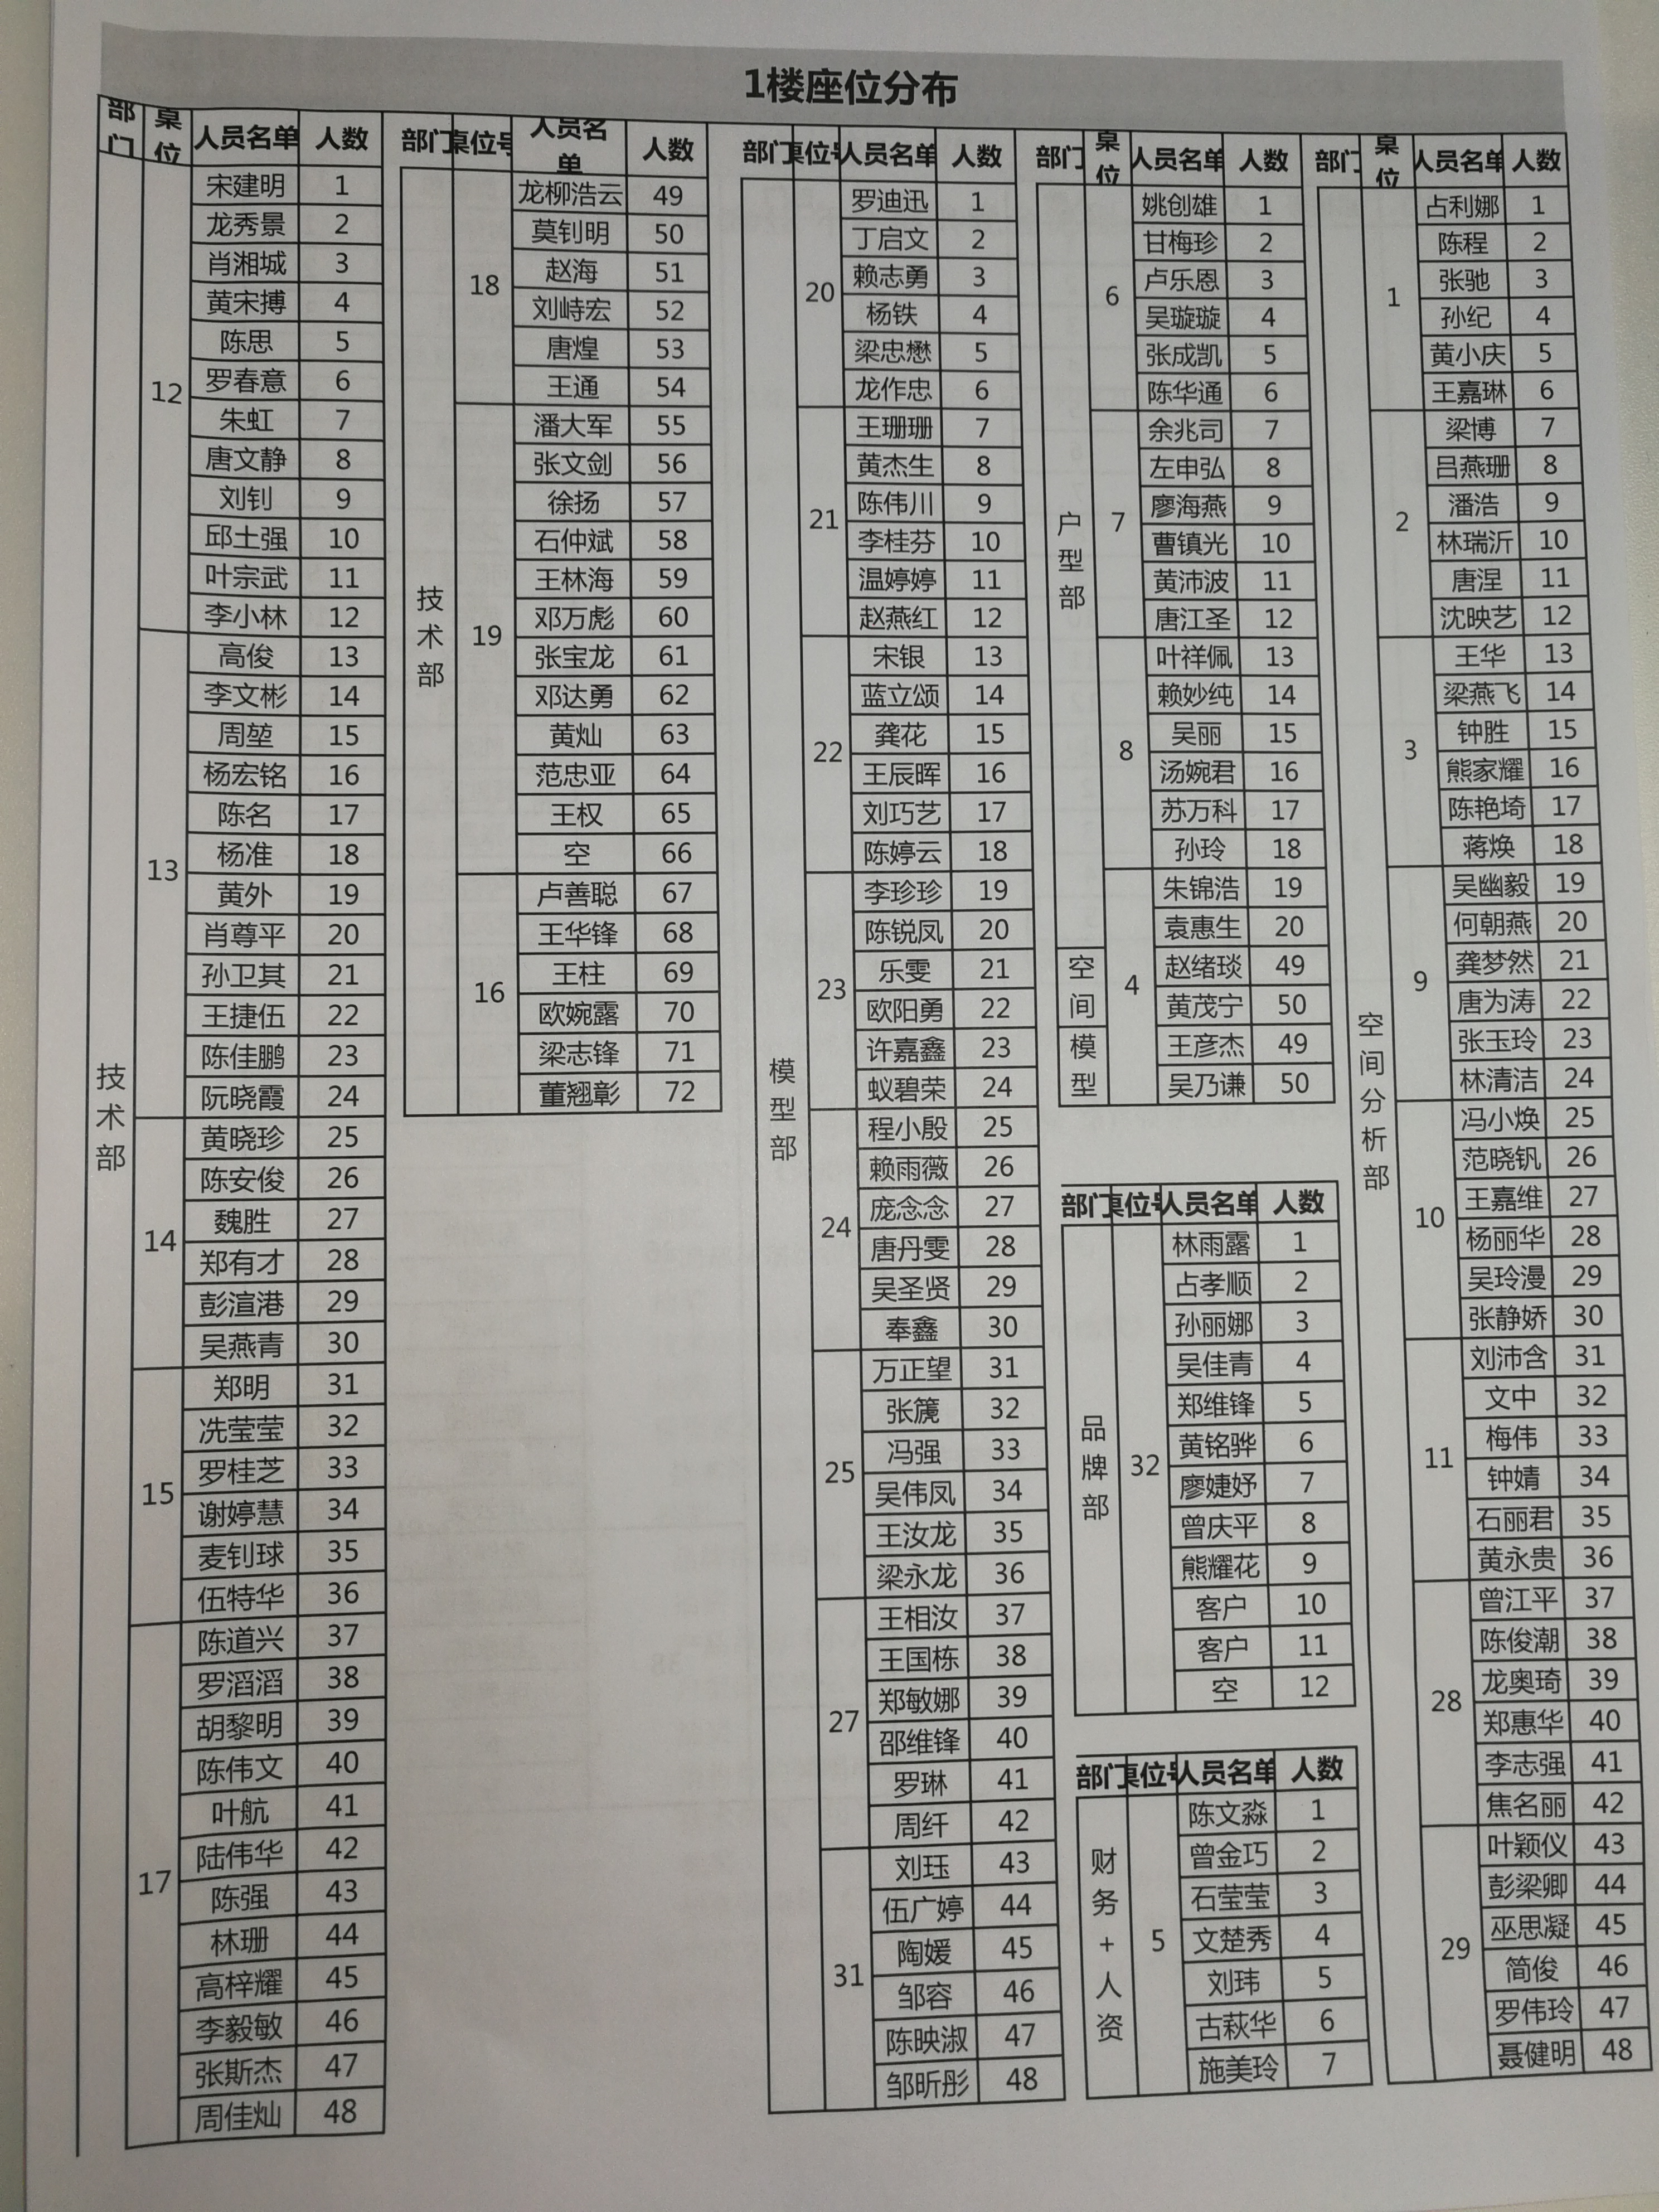 1楼座位分布
部门 桌位 人员名单 人数
技术部
12
宋建明 1
龙秀景 2
肖湘城 3
黄宋搏 4
陈思 5
罗春意 6
朱虹 7
唐文静 8
刘钊 9
邱土强 10
叶宗武 11
李小林 12
13
高俊 13
李文彬 14
周堃 15
杨宏铭 16
陈名 17
杨准 18
黄外 19
肖尊平 20
孙卫其 21
王捷伍 22
陈佳鹏 23
阮晓霞 24
14
黄晓珍 25
陈安俊 26
魏胜 27
郑有才 28
彭渲港 29
吴燕青 30
15
郑明 31
冼莹莹 32
罗桂芝 33
谢婷慧 34
麦钊球 35
伍特华 36
17
陈道兴 37
罗滔滔 38
胡黎明 39
陈伟文 40
叶航 41
陆伟华 42
陈强 43
林珊 44
高梓耀 45
李毅敏 46
张斯杰 47
周佳灿 48
部门 桌位号 人员名单 人数
技术部
18
龙柳浩云 49
莫钊明 50
赵海 51
刘峙宏 52
唐煌 53
王通 54
19
潘大军 55
张文剑 56
徐扬 57
石仲斌 58
王林海 59
邓万彪 60
张宝龙 61
邓达勇 62
黄灿 63
范忠亚 64
王权 65
空 66
16
卢善聪 67
王华锋 68
王柱 69
欧婉露 70
梁志锋 71
董翘彰 72
部门 桌位号 人员名单 人数
模型部
20
罗迪迅 1
丁启文 2
赖志勇 3
杨铁 4
梁忠懋 5
龙作忠 6
21
王珊珊 7
黄杰生 8
陈伟川 9
李桂芬 10
温婷婷 11
赵燕红 12
22
宋银 13
蓝立颂 14
龚花 15
王辰晖 16
刘巧艺 17
陈婷云 18
23
李珍珍 19
陈锐凤 20
乐雯 21
欧阳勇 22
许嘉鑫 23
蚁碧荣 24
24
程小殷 25
赖雨薇 26
庞念念 27
唐丹雯 28
吴圣贤 29
奉鑫 30
25
万正望 31
张篪 32
冯强 33
吴伟凤 34
王汝龙 35
梁永龙 36
27
王相汝 37
王国栋 38
郑敏娜 39
邵维锋 40
罗琳 41
周纤 42
31
刘珏 43
伍广婷 44
陶媛 45
邹容 46
陈映淑 47
邹昕彤 48
部门 桌位 人员名单 人数
户型部
6
姚创雄 1
甘梅珍 2
卢乐恩 3
吴璇璇 4
张成凯 5
陈华通 6
7
余兆司 7
左申弘 8
廖海燕 9
曹镇光 10
黄沛波 11
唐江圣 12
8
叶祥佩 13
赖妙纯 14
吴丽 15
汤婉君 16
苏万科 17
孙玲 18
4
朱锦浩 19
袁惠生 20
空间
赵绪琰 49
黄茂宁 50
模型
王彦杰 49
吴乃谦 50
部门 桌位号 人员名单 人数
品牌部
32
林雨露 1
占孝顺 2
孙丽娜 3
吴佳青 4
郑维锋 5
黄铭骅 6
廖婕妤 7
曾庆平 8
熊耀花 9
客户 10
客户 11
空 12
部门 桌位号 人员名单 人数
财务+人资
5
陈文淼 1
曾金巧 2
石莹莹 3
文楚秀 4
刘玮 5
古萩华 6
施美玲 7
部门 桌位 人员名单 人数
空间分析部
1
占利娜 1
陈程 2
张驰 3
孙纪 4
黄小庆 5
王嘉琳 6
2
梁博 7
吕燕珊 8
潘浩 9
林瑞沂 10
唐涅 11
沈映艺 12
3
王华 13
梁燕飞 14
钟胜 15
熊家耀 16
陈艳埼 17
蒋焕 18
9
吴幽毅 19
何朝燕 20
龚梦然 21
唐为涛 22
张玉玲 23
林清洁 24
10
冯小焕 25
范晓钒 26
王嘉维 27
杨丽华 28
吴玲漫 29
张静娇 30
11
刘沛含 31
文中 32
梅伟 33
钟婧 34
石丽君 35
黄永贵 36
28
曾江平 37
陈俊潮 38
龙奥琦 39
郑惠华 40
李志强 41
焦名丽 42
29
叶颖仪 43
彭梁卿 44
巫思凝 45
简俊 46
罗伟玲 47
聂健明 48